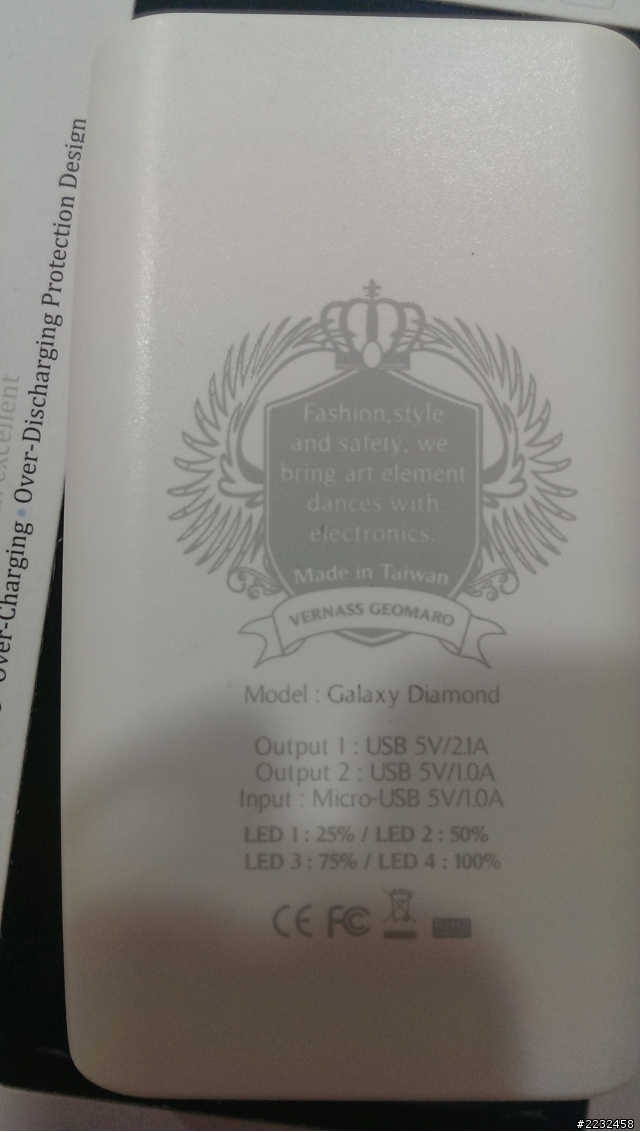 Fashion,style
and safety, we
bring art element
dances with
electronics.
Made in Taiwan
VERNASS GEOMARO
Model : Galaxy Diamond
Output 1 : USB 5V/2.1A
Output 2 : USB 5V/1.0A
Input : Micro-USB 5V/1.0A
LED 1 : 25% / LED 2 : 50%
LED 3 : 75% / LED 4 : 100%
CE FC
Over-Charging • Over-Discharging Protection Design
excellent
#2232458